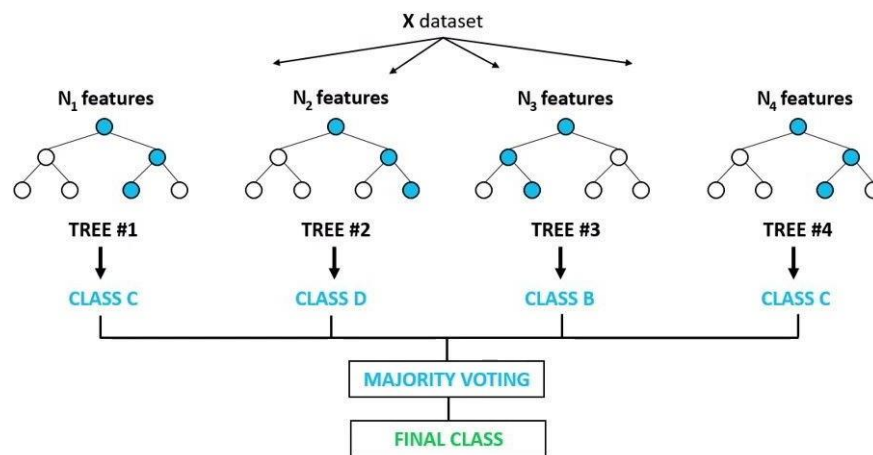 X dataset
N₁ features N₂ features N₃ features N₄ features
TREE #1 TREE #2 TREE #3 TREE #4
CLASS C CLASS D CLASS B CLASS C
MAJORITY VOTING
FINAL CLASS